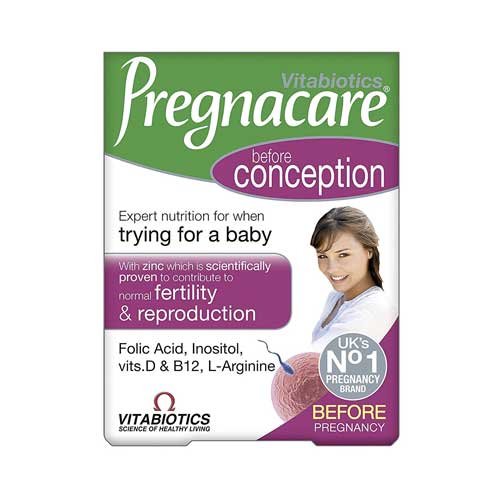 Vitabiotics
Pregnacare®
before
conception
Expert nutrition for when
trying for a baby
With zinc which is scientifically
proven to contribute to
normal fertility
& reproduction
Folic Acid, Inositol,
vits.D & B12, L-Arginine
UK's
Nº1
PREGNANCY
BRAND
VITABIOTICS
SCIENCE OF HEALTHY LIVING
BEFORE
PREGNANCY